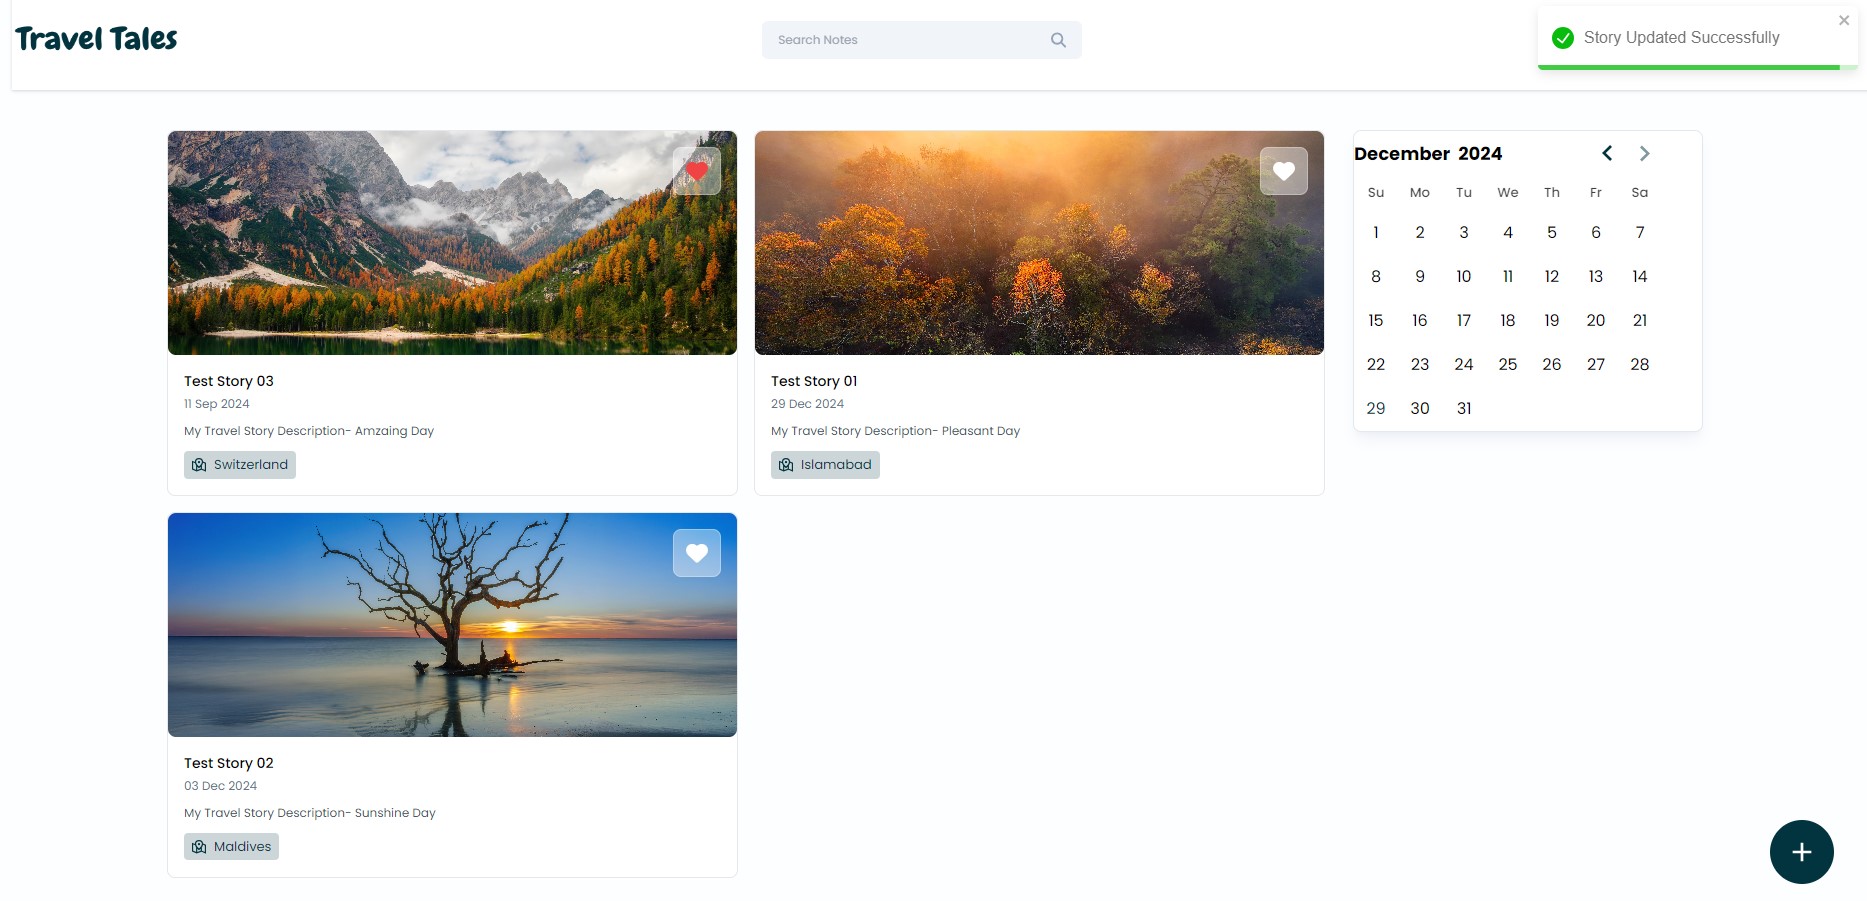 Travel Tales
Search Notes
Story Updated Successfully
Test Story 03
11 Sep 2024
My Travel Story Description- Amzaing Day
Switzerland
Test Story 01
29 Dec 2024
My Travel Story Description- Pleasant Day
Islamabad
December 2024
Su Mo Tu We Th Fr Sa
1 2 3 4 5 6 7
8 9 10 11 12 13 14
15 16 17 18 19 20 21
22 23 24 25 26 27 28
29 30 31
Test Story 02
03 Dec 2024
My Travel Story Description- Sunshine Day
Maldives